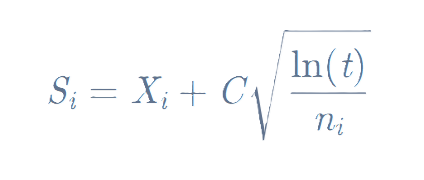 $S_i = X_i + C\sqrt{\frac{\ln(t)}{n_i}}$